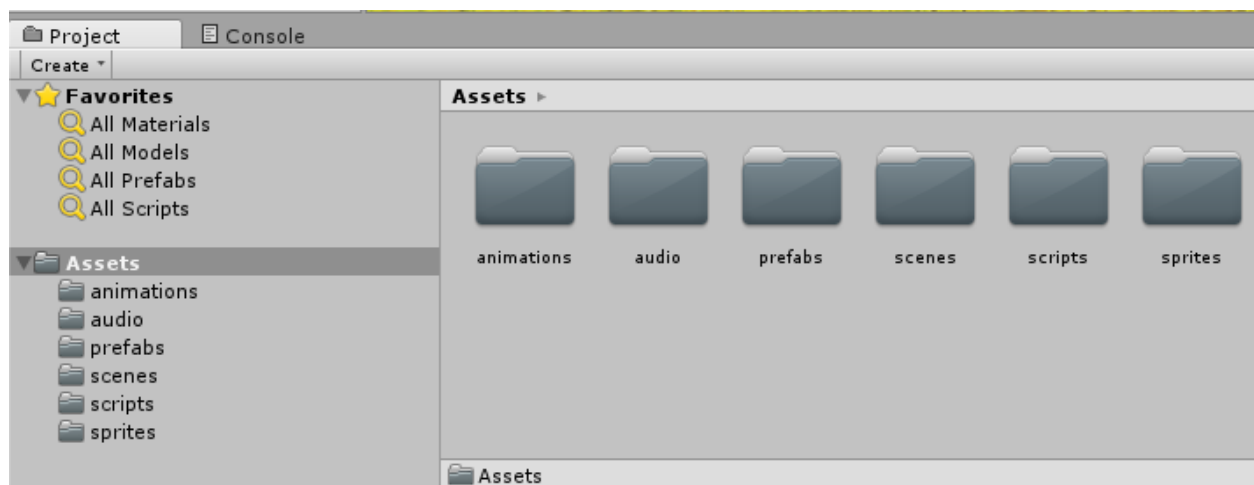 Project
Console
Create
Favorites
All Materials
All Models
All Prefabs
All Scripts
Assets
animations
audio
prefabs
scenes
scripts
sprites
Assets
animations audio prefabs scenes scripts sprites
Assets